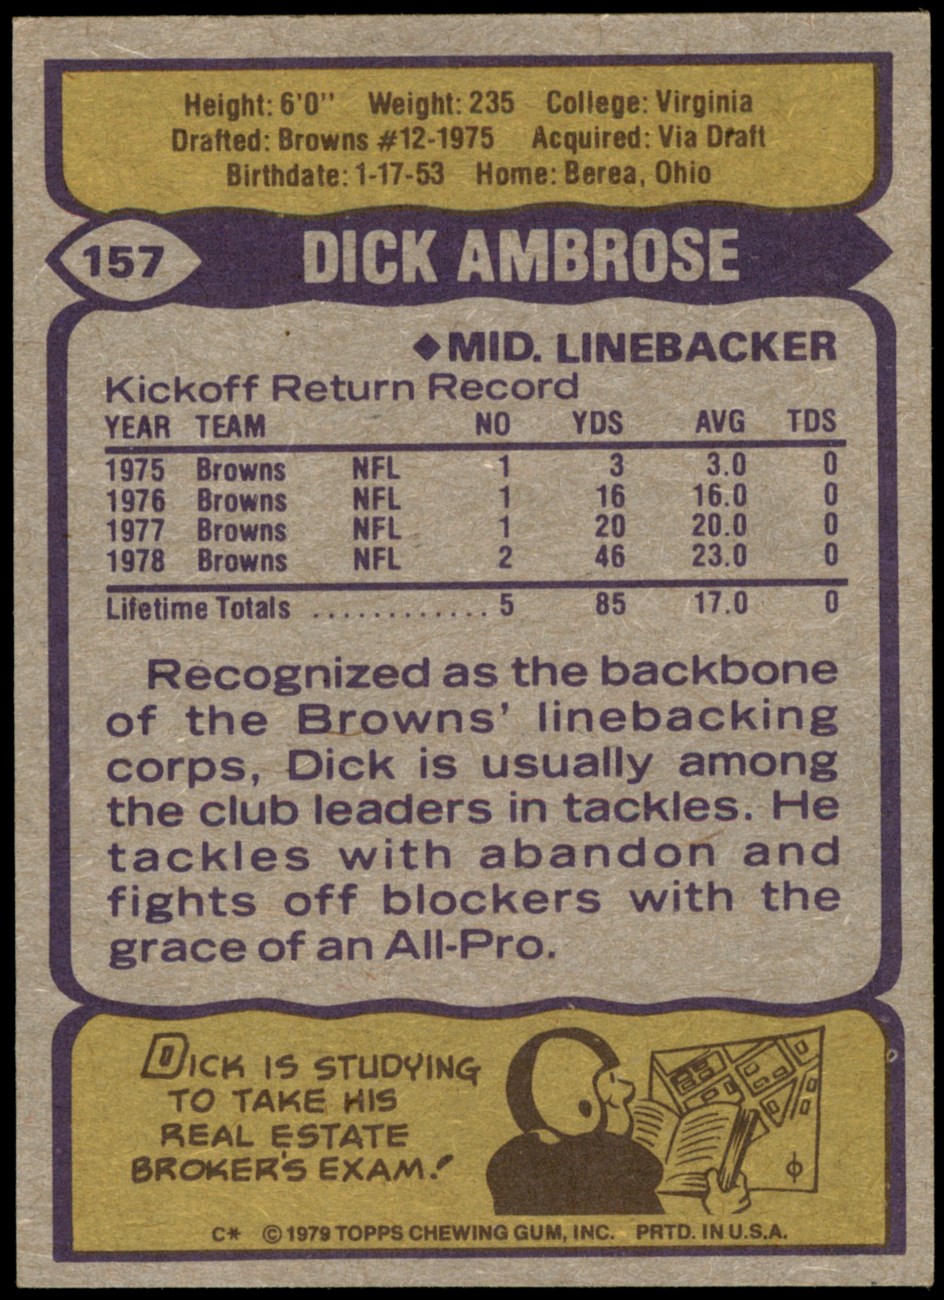 Height: 6'0" Weight: 235 College: Virginia
Drafted: Browns #12-1975 Acquired: Via Draft
Birthdate: 1-17-53 Home: Berea, Ohio
157 DICK AMBROSE
◆MID. LINEBACKER
Kickoff Return Record
YEAR TEAM NO YDS AVG TDS
1975 Browns NFL 1 3 3.0 0
1976 Browns NFL 1 16 16.0 0
1977 Browns NFL 1 20 20.0 0
1978 Browns NFL 2 46 23.0 0
Lifetime Totals ............. 5 85 17.0 0
Recognized as the backbone
of the Browns' linebacking
corps, Dick is usually among
the club leaders in tackles. He
tackles with abandon and
fights off blockers with the
grace of an All-Pro.
DICK IS STUDYING
TO TAKE HIS
REAL ESTATE
BROKER'S EXAM!
C* © 1979 TOPPS CHEWING GUM, INC. PRTD. IN U.S.A.